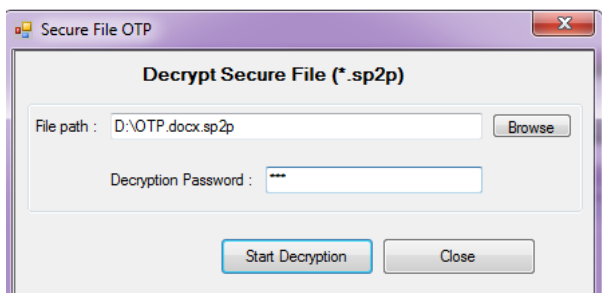 Secure File OTP
Decrypt Secure File (*.sp2p)
File path : D:\OTP.docx.sp2p Browse
Decryption Password : ***
Start Decryption Close